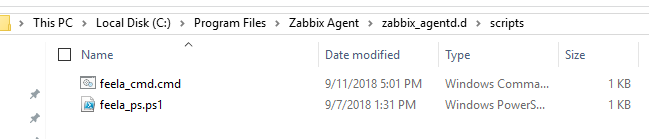 This PC > Local Disk (C:) > Program Files > Zabbix Agent > zabbix_agentd.d > scripts
Name Date modified Type Size
feela_cmd.cmd 9/11/2018 5:01 PM Windows Comma... 1 KB
feela_ps.ps1 9/7/2018 1:31 PM Windows PowerS... 1 KB